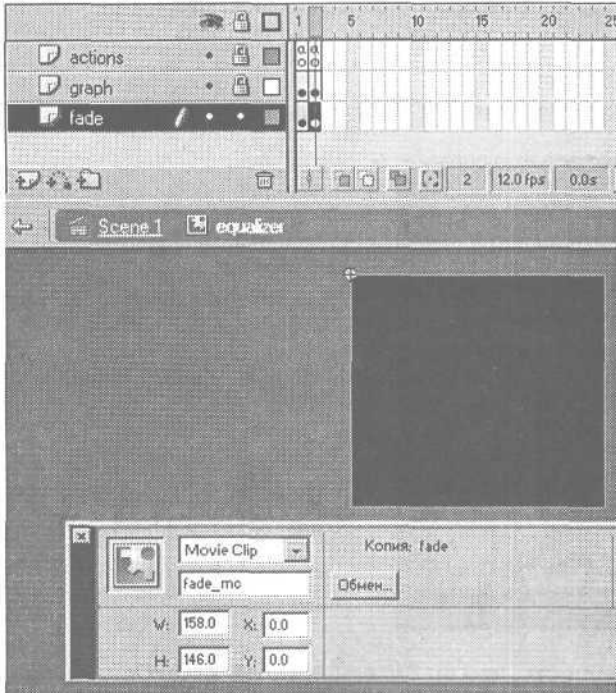 1 5 10 15 20 25
actions
a a
graph
fade
2 12.0 fps 0.0s
Scene 1 equalizer
Movie Clip
Копия: fade
fade_mc
Обмен...
W: 158.0 X: 0.0
H: 146.0 Y: 0.0